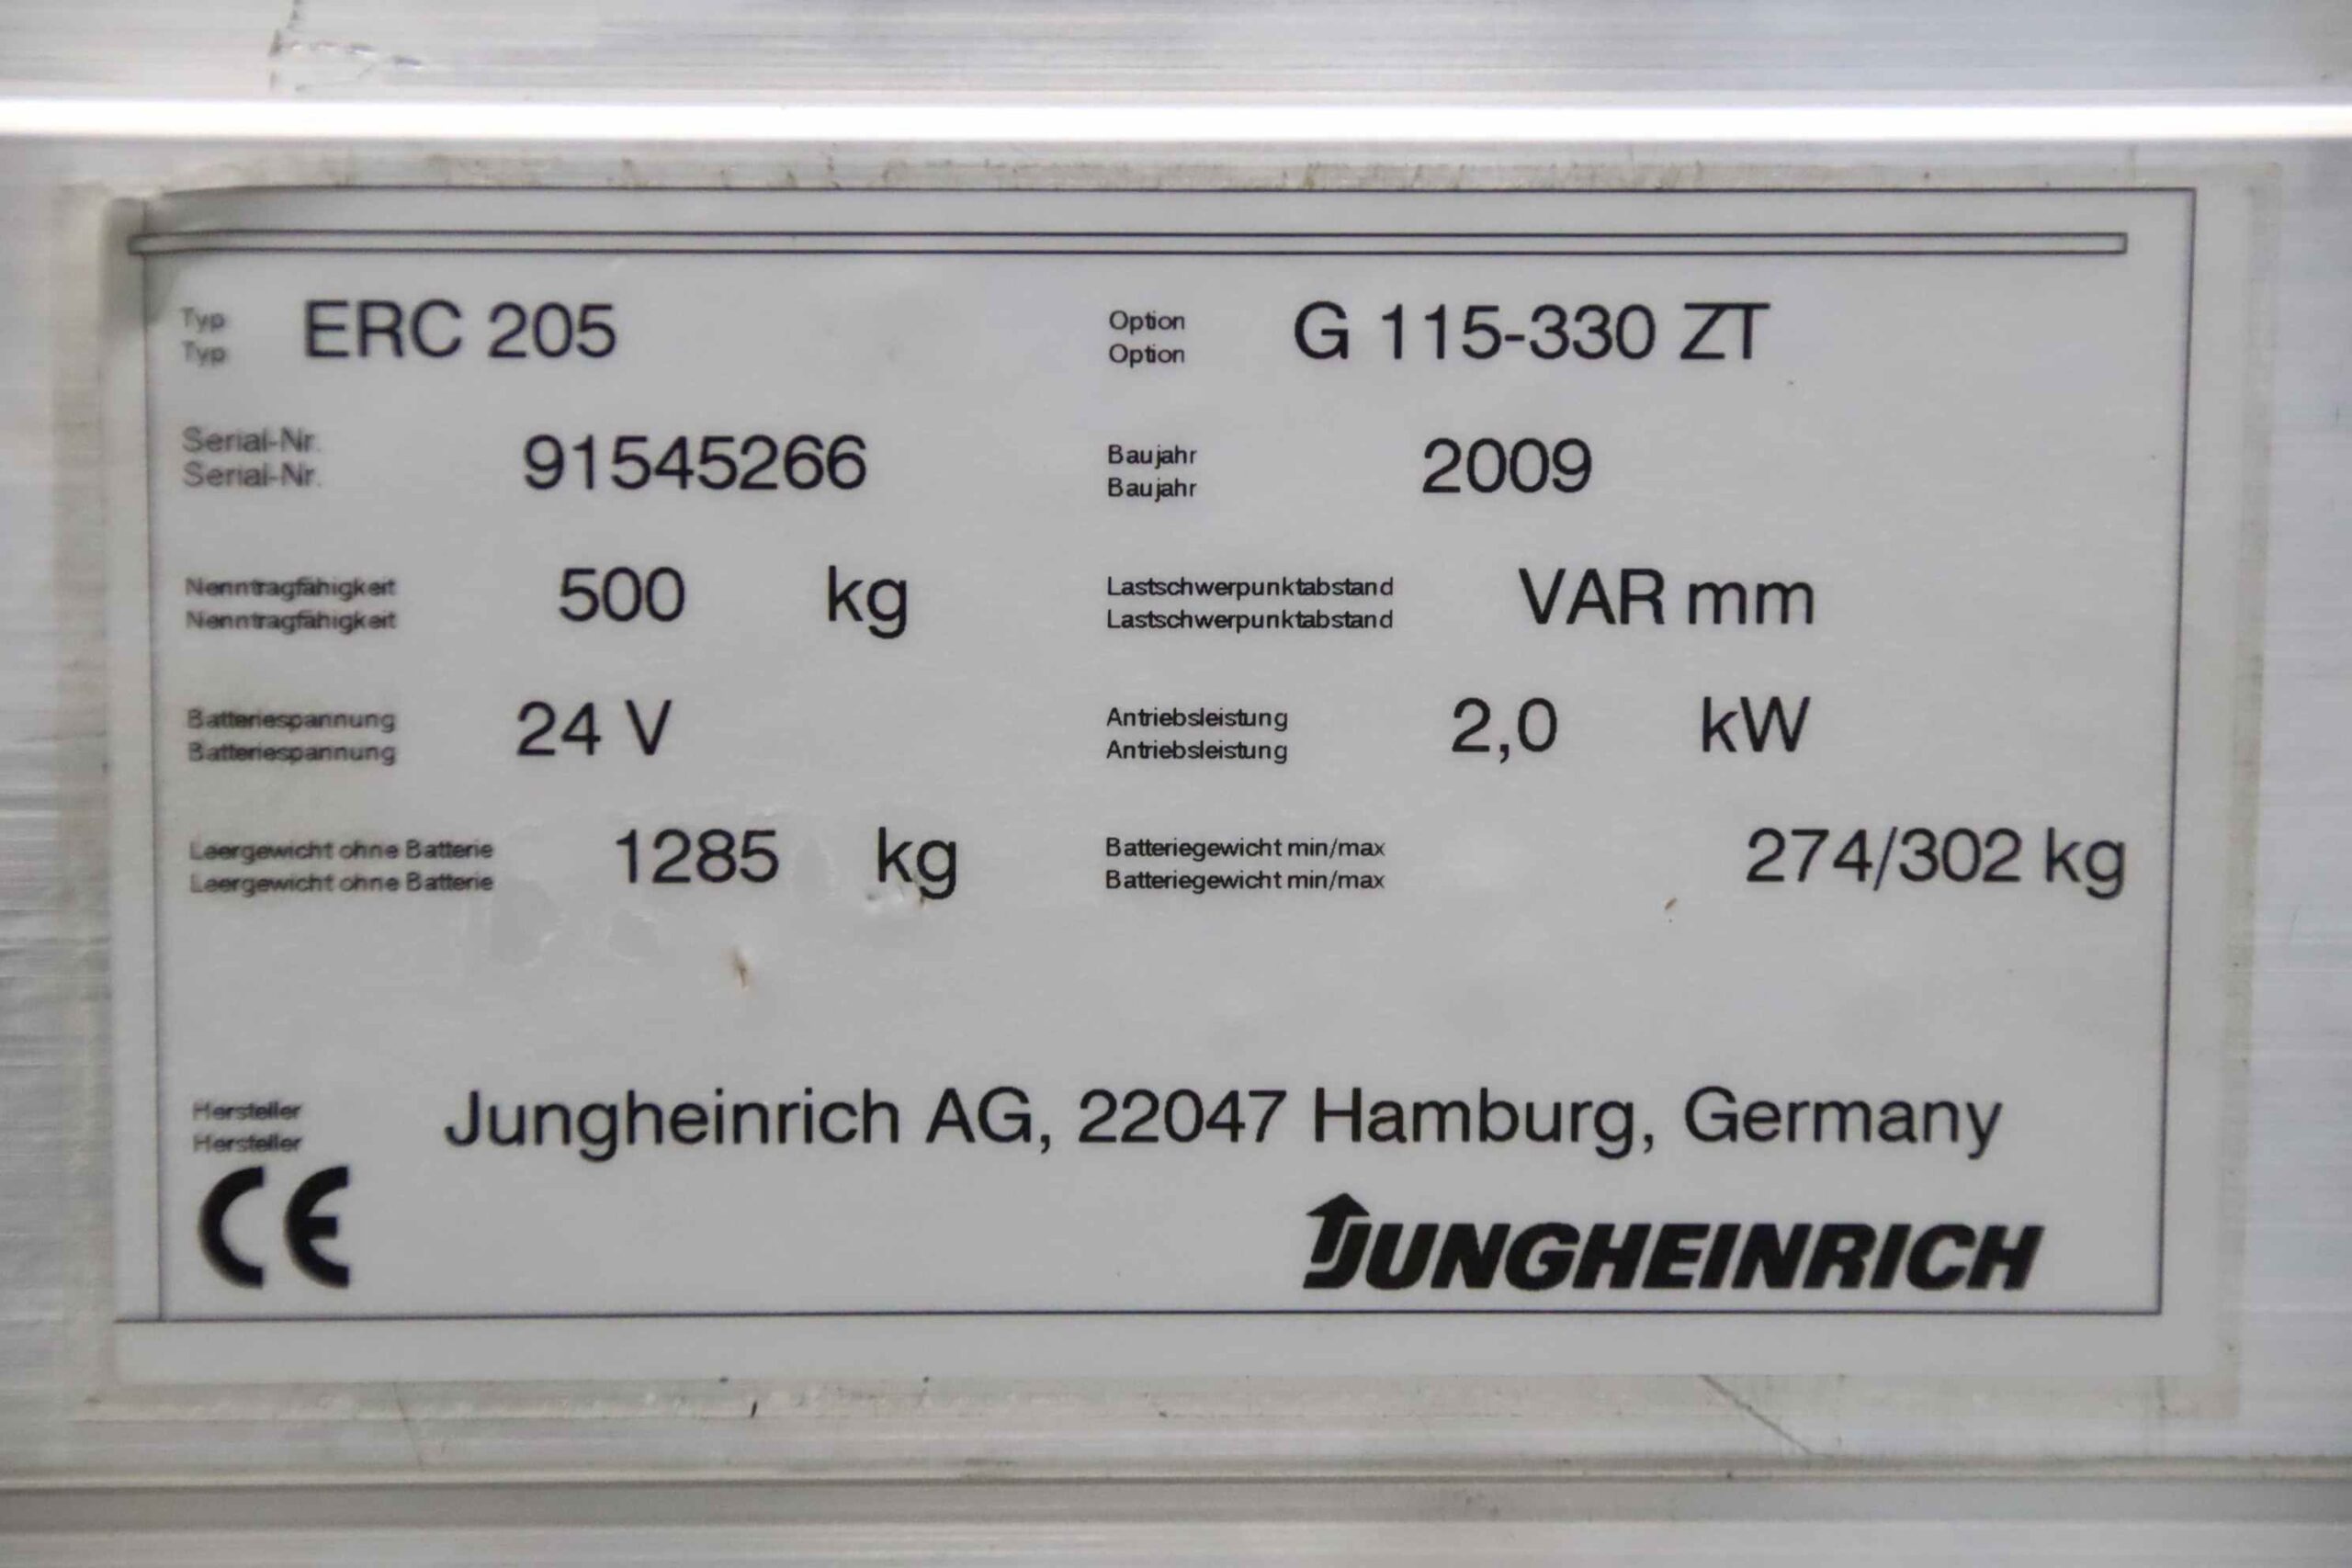 Typ ERC 205 Option G 115-330 ZT
Typ Option
Serial-Nr. 91545266 Baujahr 2009
Serial-Nr. Baujahr
Nenntragfähigkeit 500 kg Lastschwerpunktabstand VAR mm
Nenntragfähigkeit Lastschwerpunktabstand
Batteriespannung 24 V Antriebsleistung 2,0 kW
Batteriespannung Antriebsleistung
Leergewicht ohne Batterie 1285 kg Batteriegewicht min/max 274/302 kg
Leergewicht ohne Batterie Batteriegewicht min/max
Hersteller Jungheinrich AG, 22047 Hamburg, Germany
Hersteller
CE JUNGHEINRICH